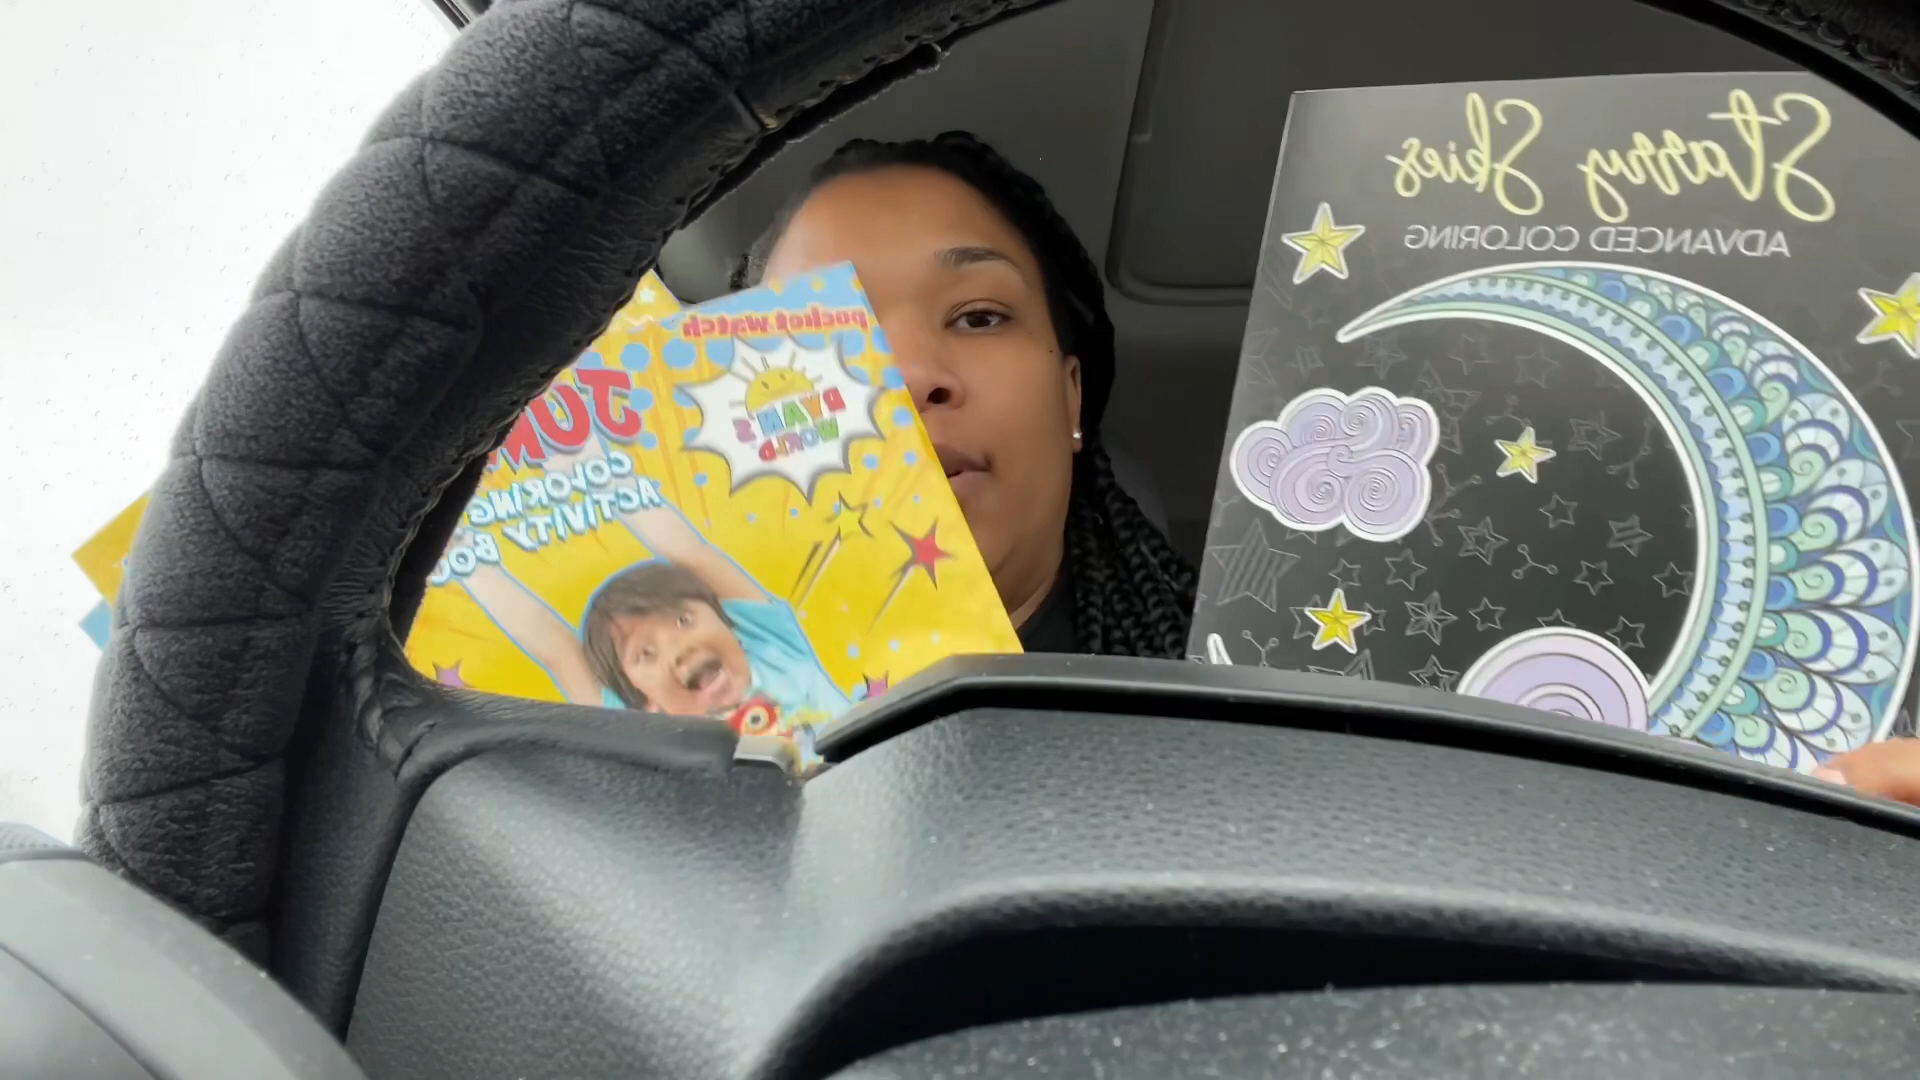 pocket.watch
RYAN'S
WORLD
COLORING
ACTIVITY
Starry Skies
ADVANCED COLORING